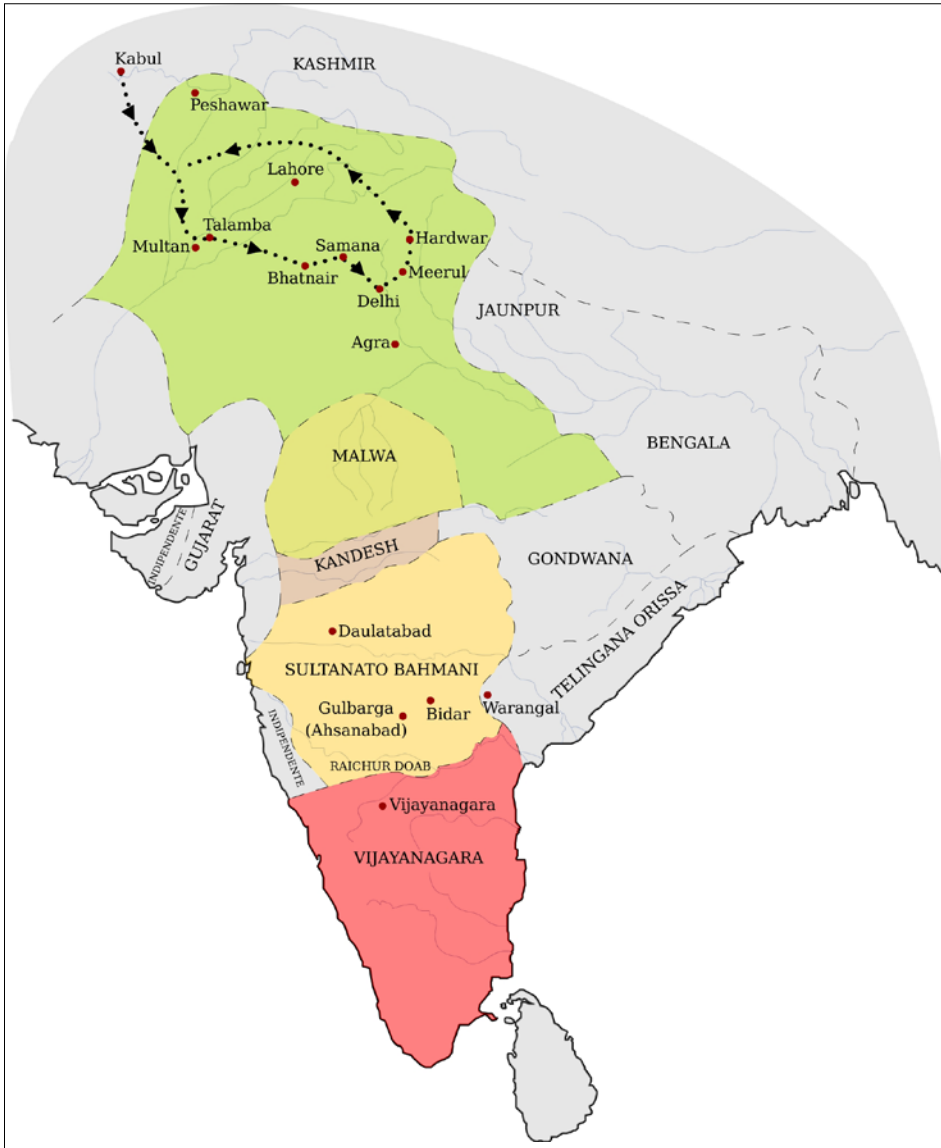 Kabul
KASHMIR
Peshawar
Lahore
Talamba
Multan
Samana
Hardwar
Bhatnair
Meerul
Delhi
JAUNPUR
Agra
MALWA
BENGALA
INDIPENDENTE
GUJARAT
KANDESH
GONDWANA
Daulatabad
TELINGANA ORISSA
SULTANATO BAHMANI
Gulbarga
(Ahsanabad)
Bidar
Warangal
INDIPENDENTE
RAICHUR DOAB
Vijayanagara
VIJAYANAGARA